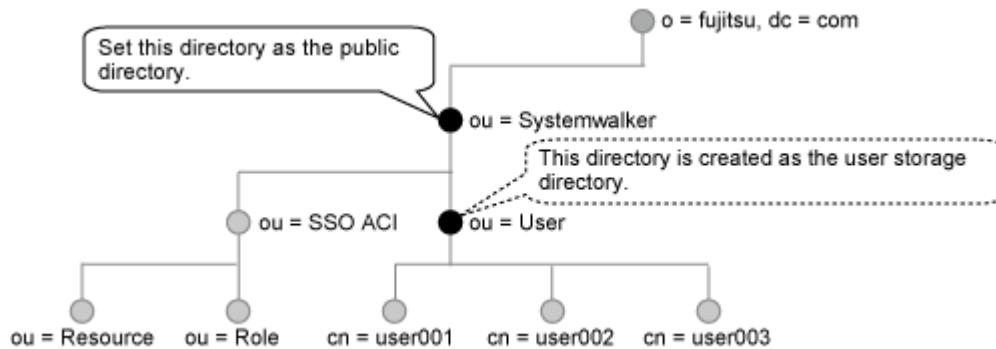 o = fujitsu, dc = com
Set this directory as the public
directory.
ou = Systemwalker
This directory is created as the user storage
directory.
ou = SSO ACI
ou = User
ou = Resource
ou = Role
cn = user001
cn = user002
cn = user003